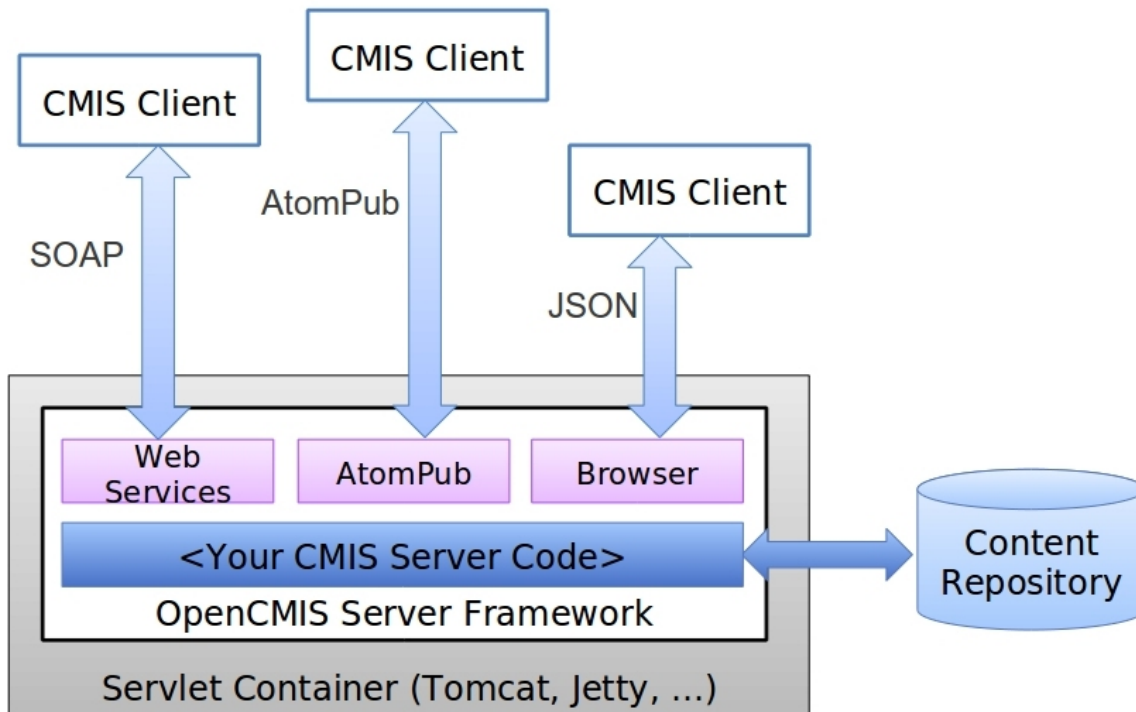 CMIS Client
CMIS Client
CMIS Client
AtomPub
SOAP
JSON
Web
Services
AtomPub
Browser
<Your CMIS Server Code>
Content
Repository
OpenCMIS Server Framework
Servlet Container (Tomcat, Jetty, ...)